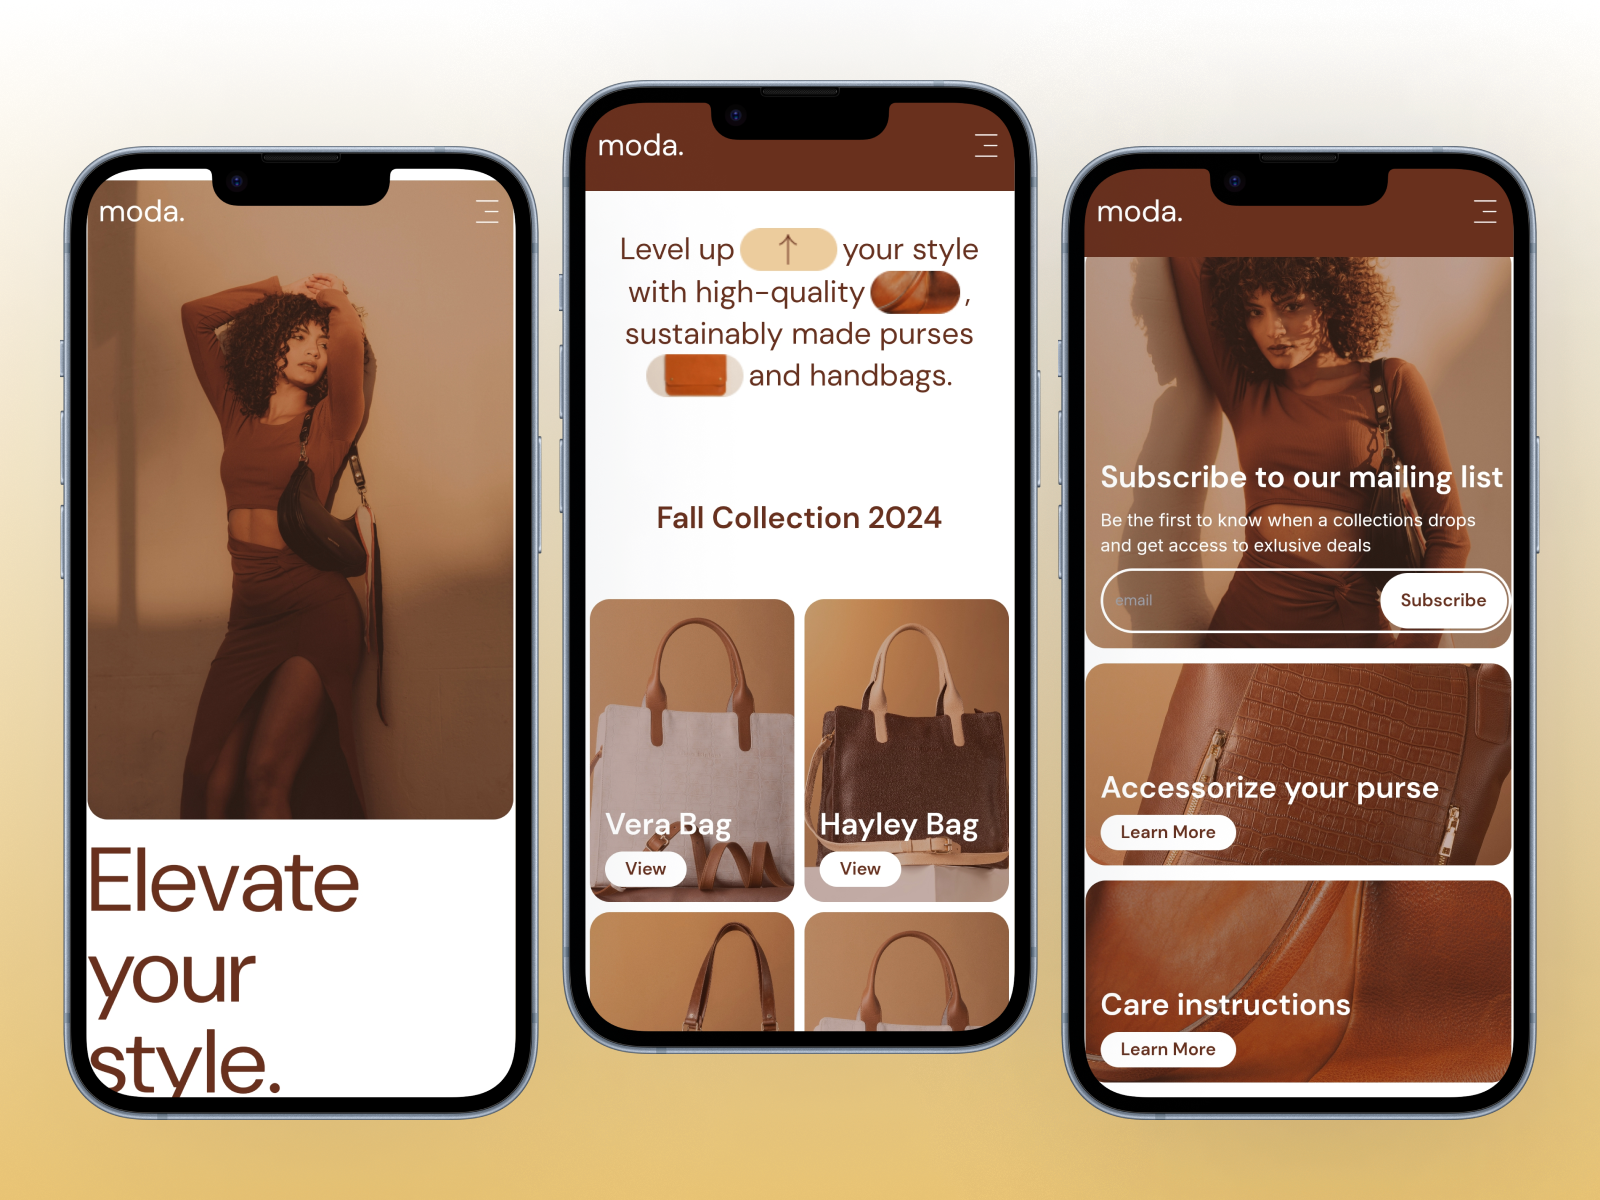 moda.
Elevate
your
style.
moda.
Level up your style
with high-quality ,
sustainably made purses
and handbags.
Fall Collection 2024
Vera Bag
View
Hayley Bag
View
moda.
Subscribe to our mailing list
Be the first to know when a collections drops
and get access to exlusive deals
email
Subscribe
Accessorize your purse
Learn More
Care instructions
Learn More